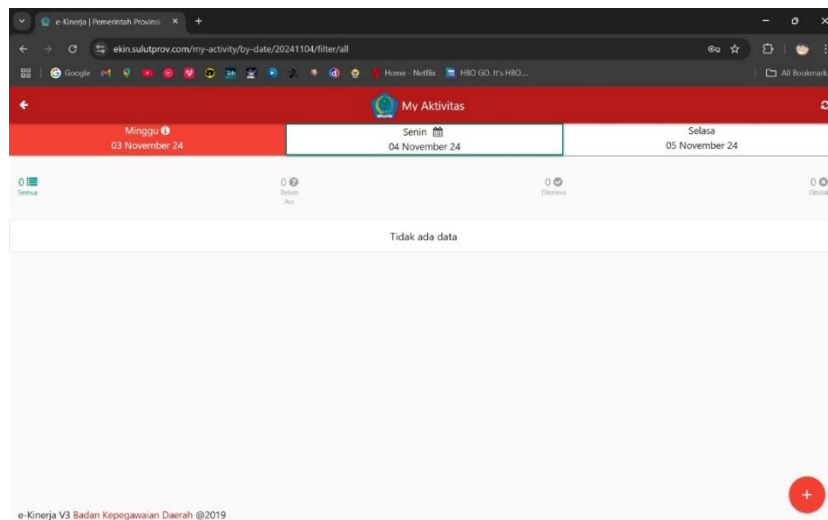 e-Kinerja | Pemerintah Provinsi
ekin.sulutprov.com/my-activity/by-date/20241104/filter/all
Google
Home - Netflix
HBO GO. It's HBO....
All Bookmark
My Aktivitas
Minggu
03 November 24
Senin
04 November 24
Selasa
05 November 24
0
Semua
0
Belum
Acc
0
Diterima
0
Ditolak
Tidak ada data
e-Kinerja V3 Badan Kepegawaian Daerah @2019